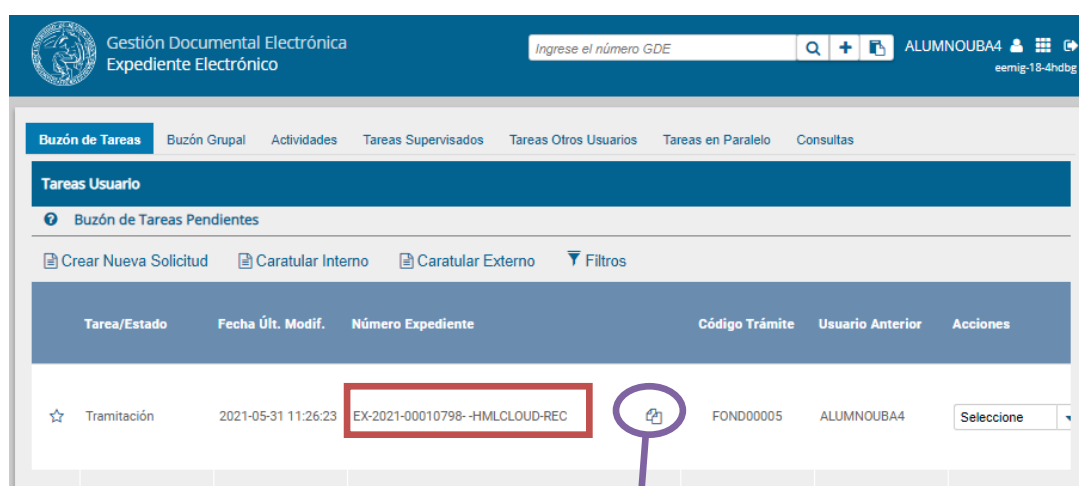 Gestión Documental Electrónica
Expediente Electrónico
Ingrese el número GDE
ALUMNOUBA4
eemig-18-4hdbg
Buzón de Tareas Buzón Grupal Actividades Tareas Supervisados Tareas Otros Usuarios Tareas en Paralelo Consultas
Tareas Usuario
Buzón de Tareas Pendientes
Crear Nueva Solicitud Caratular Interno Caratular Externo Filtros
Tarea/Estado Fecha Últ. Modif. Número Expediente Código Trámite Usuario Anterior Acciones
Tramitación 2021-05-31 11:26:23 EX-2021-00010798- -HMLCLOUD-REC FOND00005 ALUMNOUBA4 Seleccione